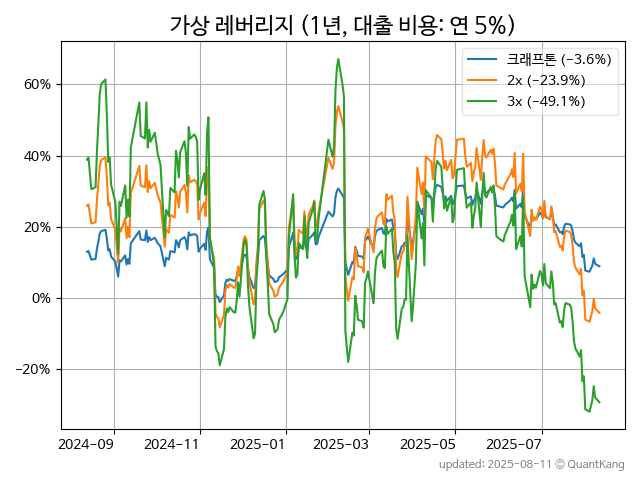 가상 레버리지 (1년, 대출 비용: 연 5%)
크래프톤 (−3.6%)
2x (−23.9%)
3x (−49.1%)
60%
40%
20%
0%
−20%
2024-09
2024-11
2025-01
2025-03
2025-05
2025-07
updated: 2025-08-11 © QuantKang